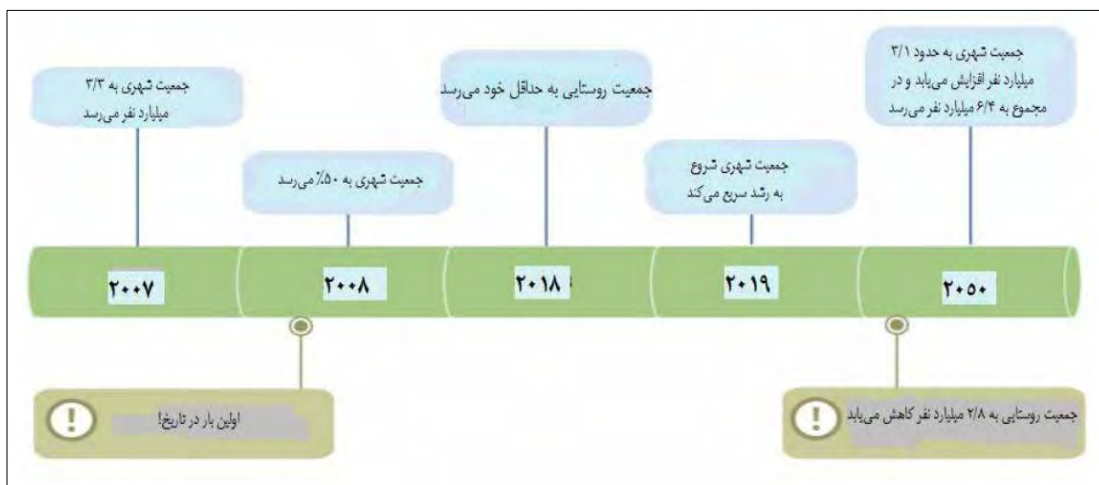 جمعیت شهری به ۳/۳
میلیارد نفر می‌رسد
جمعیت شهری به ۵۰٪ می‌رسد
جمعیت روستایی به حداقل خود می‌رسد
جمعیت شهری شروع
به رشد سریع می‌کند
جمعیت شهری به حدود ۳/۱
میلیارد نفر افزایش می‌یابد و در
مجموع به ۶/۴ میلیارد نفر می‌رسد
۲۰۰۷
۲۰۰۸
۲۰۱۸
۲۰۱۹
۲۰۵۰
اولین بار در تاریخ!
جمعیت روستایی به ۲/۸ میلیارد نفر کاهش می‌یابد